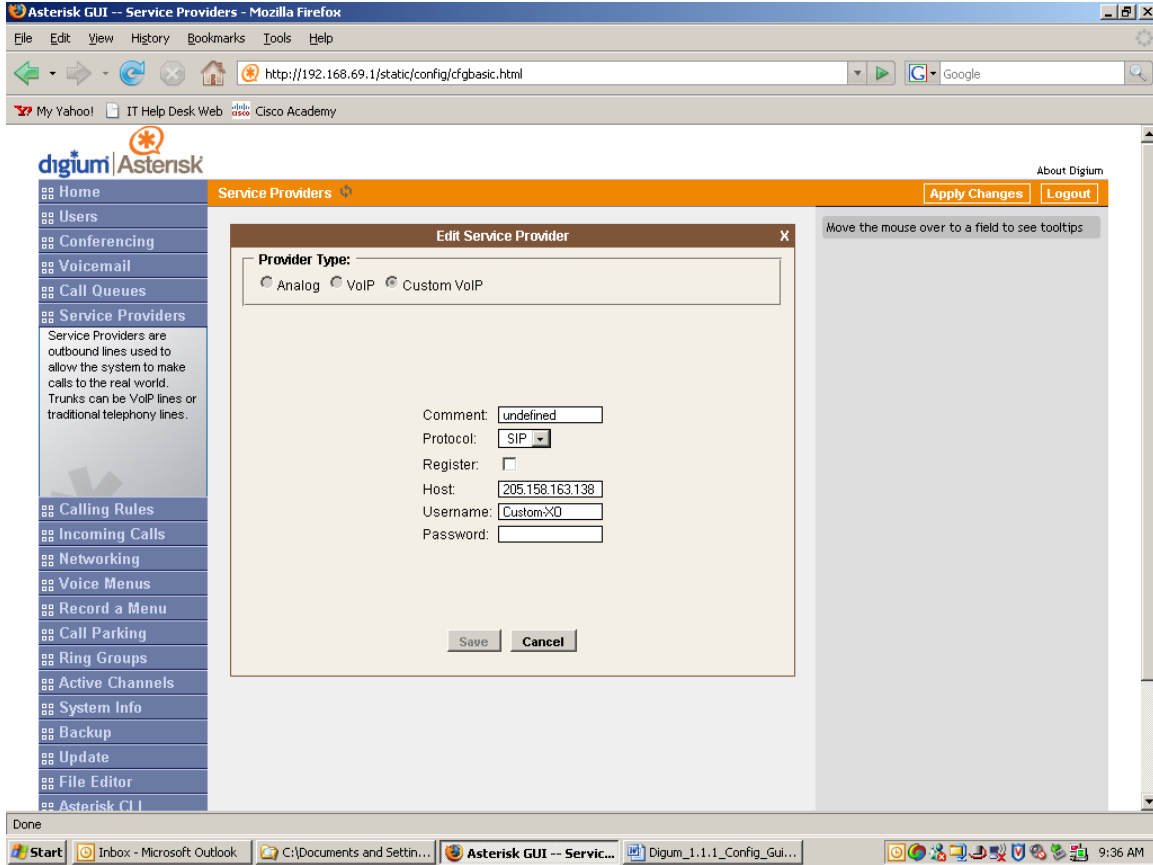 Asterisk GUI -- Service Providers - Mozilla Firefox
File Edit View History Bookmarks Tools Help
http://192.168.69.1/static/config/cfgbasic.html
G Google
My Yahoo! IT Help Desk Web Cisco Academy
digium Asterisk
About Digium
Home
Service Providers
Apply Changes Logout
Users
Conferencing
Voicemail
Call Queues
Service Providers
Service Providers are
outbound lines used to
allow the system to make
calls to the real world.
Trunks can be VoIP lines or
traditional telephony lines.
Calling Rules
Incoming Calls
Networking
Voice Menus
Record a Menu
Call Parking
Ring Groups
Active Channels
System Info
Backup
Update
File Editor
Asterisk CLI
Edit Service Provider X
Provider Type:
Analog VoIP Custom VoIP
Comment: undefined
Protocol: SIP
Register:
Host: 205.158.163.138
Username: Custom-XO
Password:
Save Cancel
Move the mouse over to a field to see tooltips
Done
Start Inbox - Microsoft Outlook C:\Documents and Settin... Asterisk GUI -- Servic... Digum_1.1.1_Config_Gui... 9:36 AM